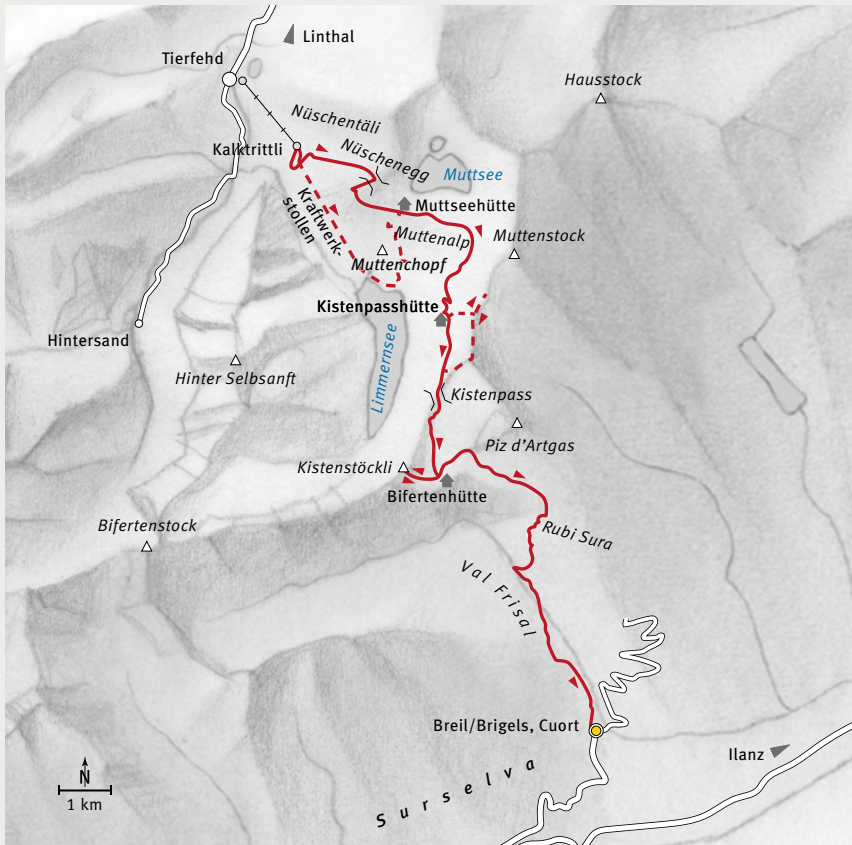 Linthal
Tierfehd
Hausstock
Nüschentäli
Kalktrittli
Nüschenegg
Muttsee
Muttseehütte
Kraftwerk-
stollen
Muttenalp
Muttenstock
Muttenchopf
Kistenpasshütte
Hintersand
Limmernsee
Hinter Selbsanft
Kistenpass
Piz d'Artgas
Kistenstöckli
Bifertenhütte
Bifertenstock
Rubi Sura
Val Frisal
Breil/Brigels, Cuort
Ilanz
Surselva
N
1 km